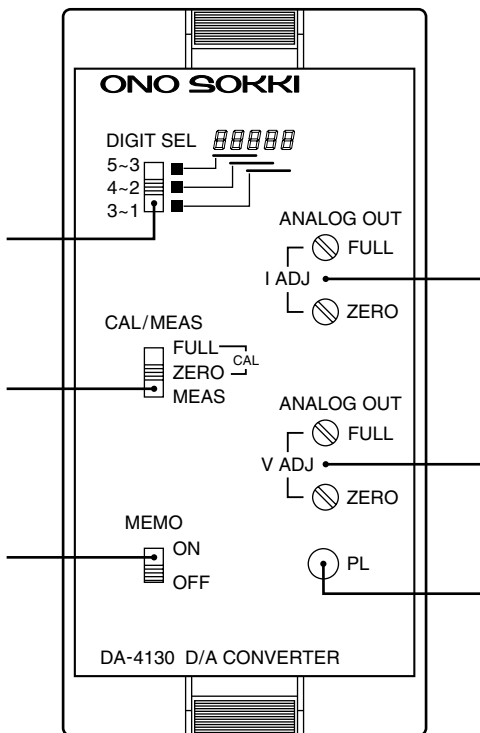 ONO SOKKI
DIGIT SEL 88888
5~3
4~2
3~1
ANALOG OUT
FULL
I ADJ
ZERO
CAL/MEAS
FULL
CAL
ZERO
MEAS
ANALOG OUT
FULL
V ADJ
ZERO
MEMO
ON
OFF
PL
DA-4130 D/A CONVERTER